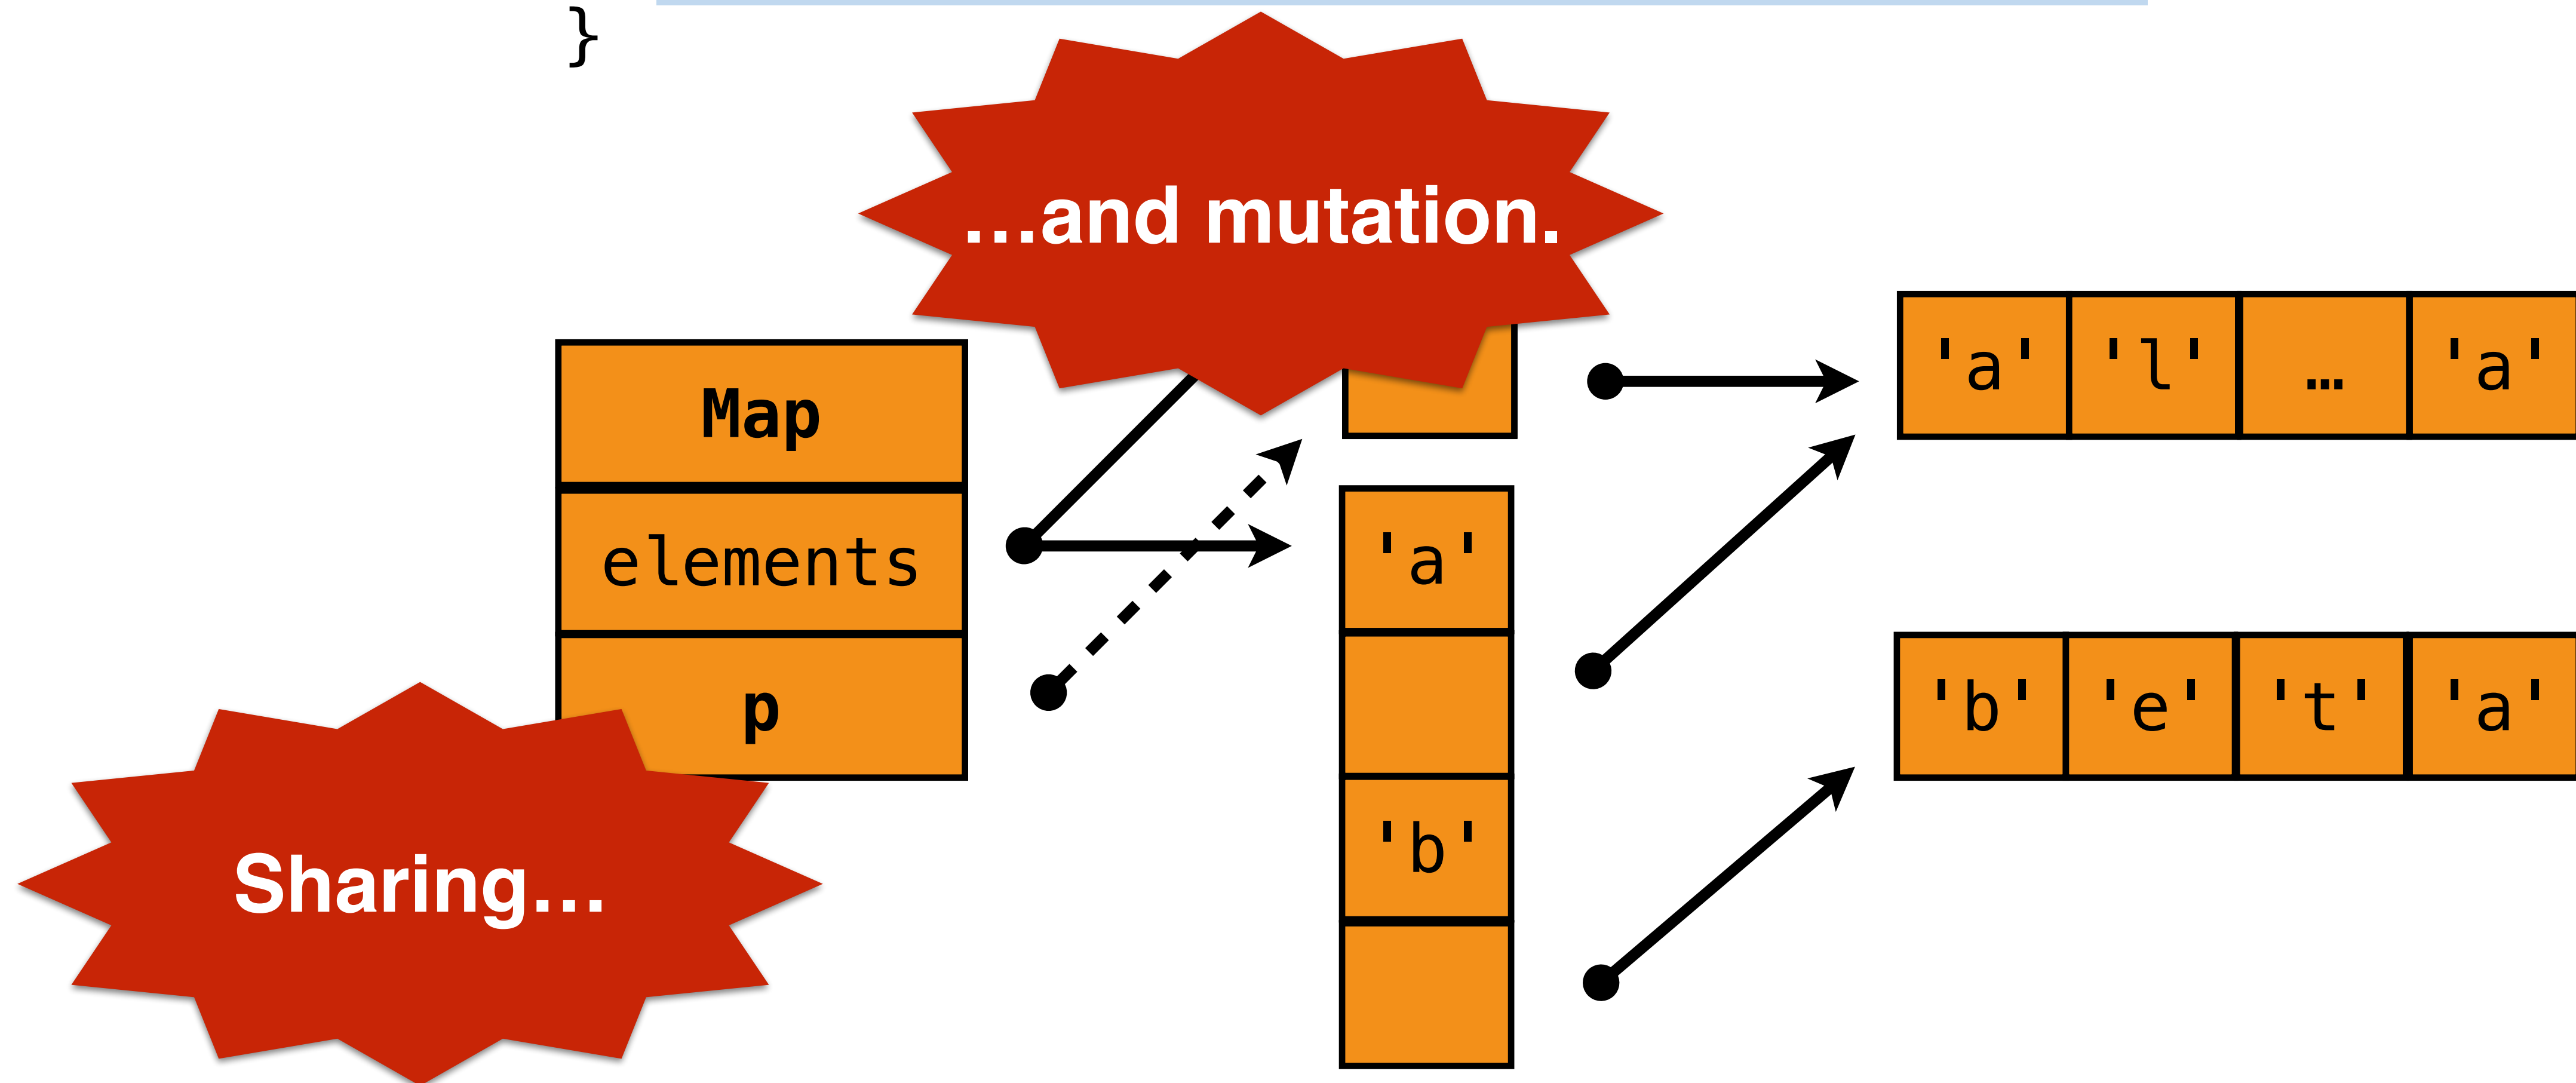 }
…and mutation.
'a' 'l' … 'a'
Map
elements
'a'
p
'b' 'e' 't' 'a'
'b'
Sharing…